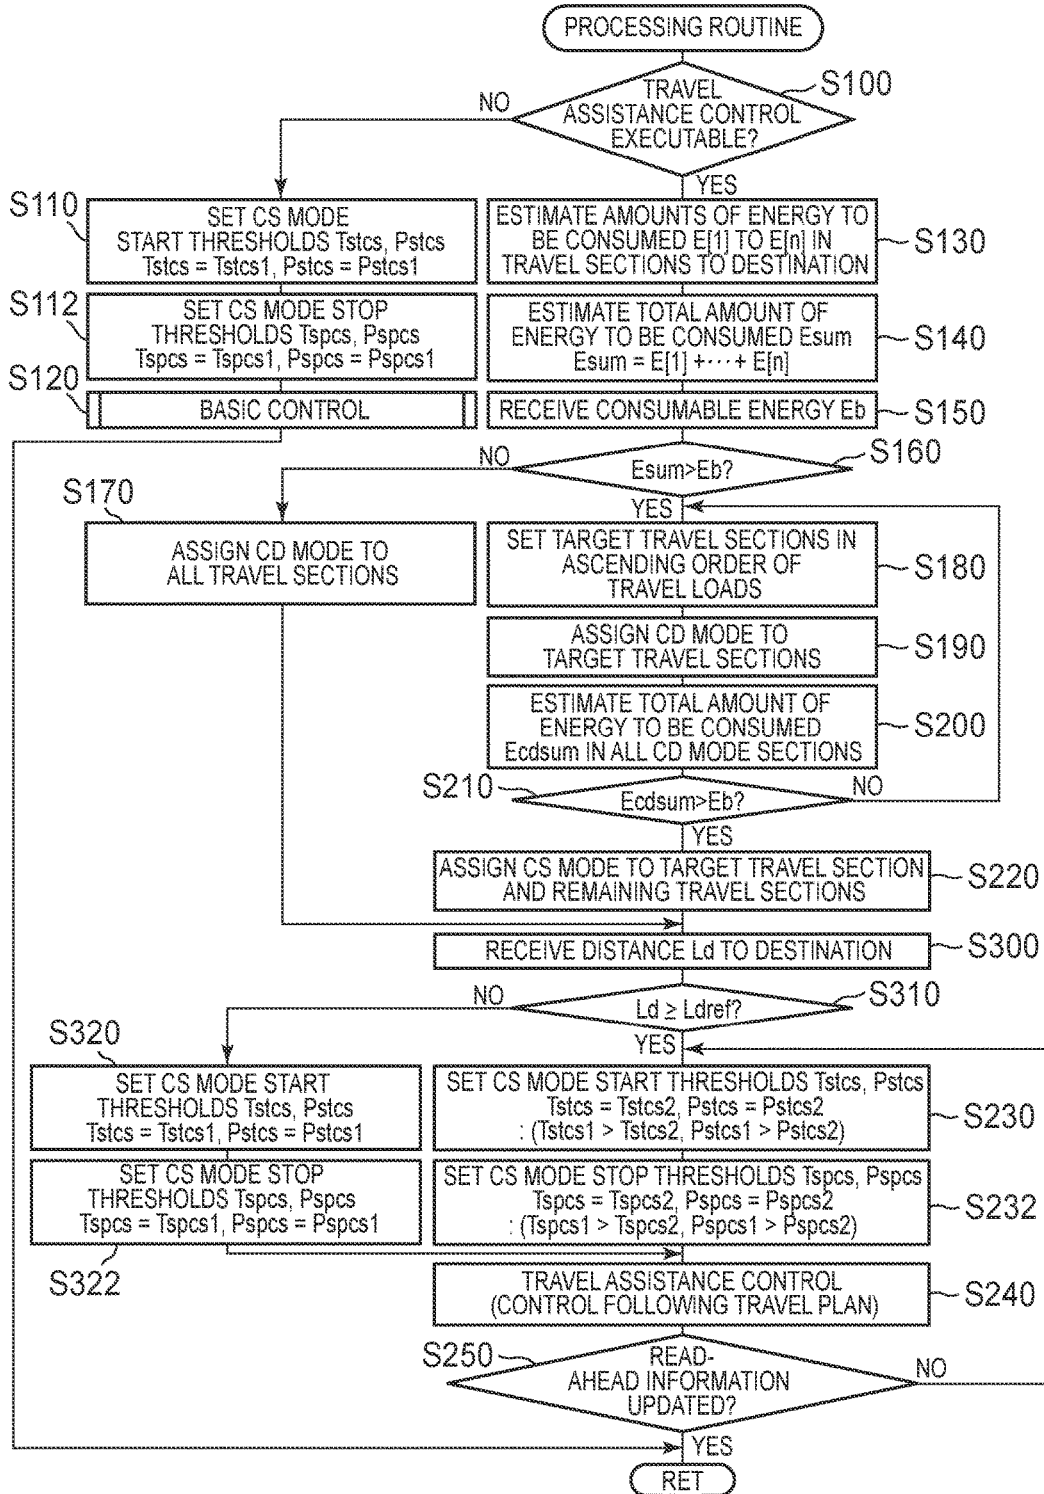 PROCESSING ROUTINE
S100
TRAVEL
ASSISTANCE CONTROL
EXECUTABLE?
NO
YES
S110
SET CS MODE
START THRESHOLDS Tstcs, Pstcs
Tstcs = Tstcs1, Pstcs = Pstcs1
S112
SET CS MODE STOP
THRESHOLDS Tspcs, Pspcs
Tspcs = Tspcs1, Pspcs = Pspcs1
S120
BASIC CONTROL
ESTIMATE AMOUNTS OF ENERGY TO
BE CONSUMED E[1] TO E[n] IN
TRAVEL SECTIONS TO DESTINATION
S130
ESTIMATE TOTAL AMOUNT OF
ENERGY TO BE CONSUMED Esum
Esum = E[1] +···+ E[n]
S140
RECEIVE CONSUMABLE ENERGY Eb
S150
S160
Esum>Eb?
NO
YES
S170
ASSIGN CD MODE TO
ALL TRAVEL SECTIONS
SET TARGET TRAVEL SECTIONS IN
ASCENDING ORDER OF
TRAVEL LOADS
S180
ASSIGN CD MODE TO
TARGET TRAVEL SECTIONS
S190
ESTIMATE TOTAL AMOUNT OF
ENERGY TO BE CONSUMED
Ecdsum IN ALL CD MODE SECTIONS
S200
S210
Ecdsum>Eb?
NO
YES
ASSIGN CS MODE TO TARGET TRAVEL SECTION
AND REMAINING TRAVEL SECTIONS
S220
RECEIVE DISTANCE Ld TO DESTINATION
S300
Ld ≥ Ldref?
S310
NO
YES
S320
SET CS MODE START
THRESHOLDS Tstcs, Pstcs
Tstcs = Tstcs1, Pstcs = Pstcs1
SET CS MODE STOP
THRESHOLDS Tspcs, Pspcs
Tspcs = Tspcs1, Pspcs = Pspcs1
S322
SET CS MODE START THRESHOLDS Tstcs, Pstcs
Tstcs = Tstcs2, Pstcs = Pstcs2
: (Tstcs1 > Tstcs2, Pstcs1 > Pstcs2)
S230
SET CS MODE STOP THRESHOLDS Tspcs, Pspcs
Tspcs = Tspcs2, Pspcs = Pspcs2
: (Tspcs1 > Tspcs2, Pspcs1 > Pspcs2)
S232
TRAVEL ASSISTANCE CONTROL
(CONTROL FOLLOWING TRAVEL PLAN)
S240
S250
READ-
AHEAD INFORMATION
UPDATED?
NO
YES
RET